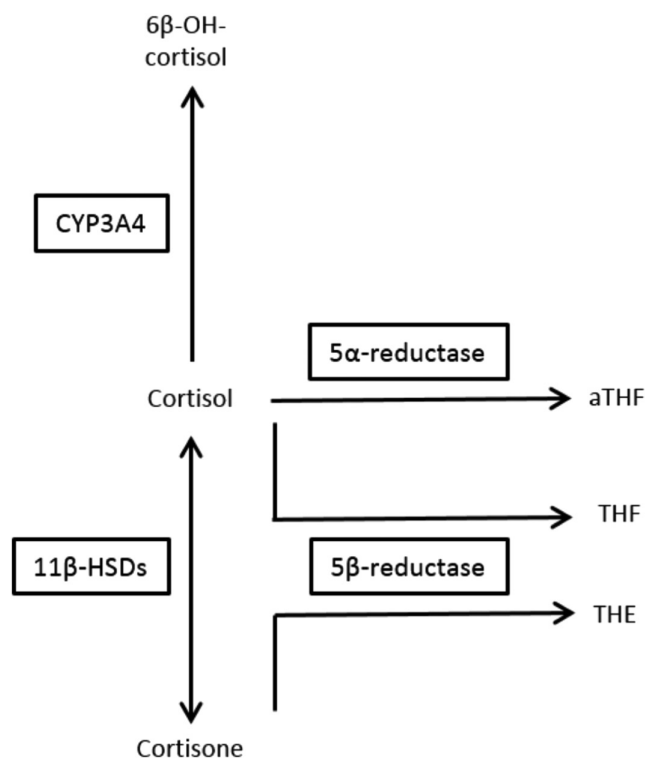 6β-OH-
cortisol
CYP3A4
5α-reductase
Cortisol
aTHF
THF
11β-HSDs
5β-reductase
THE
Cortisone